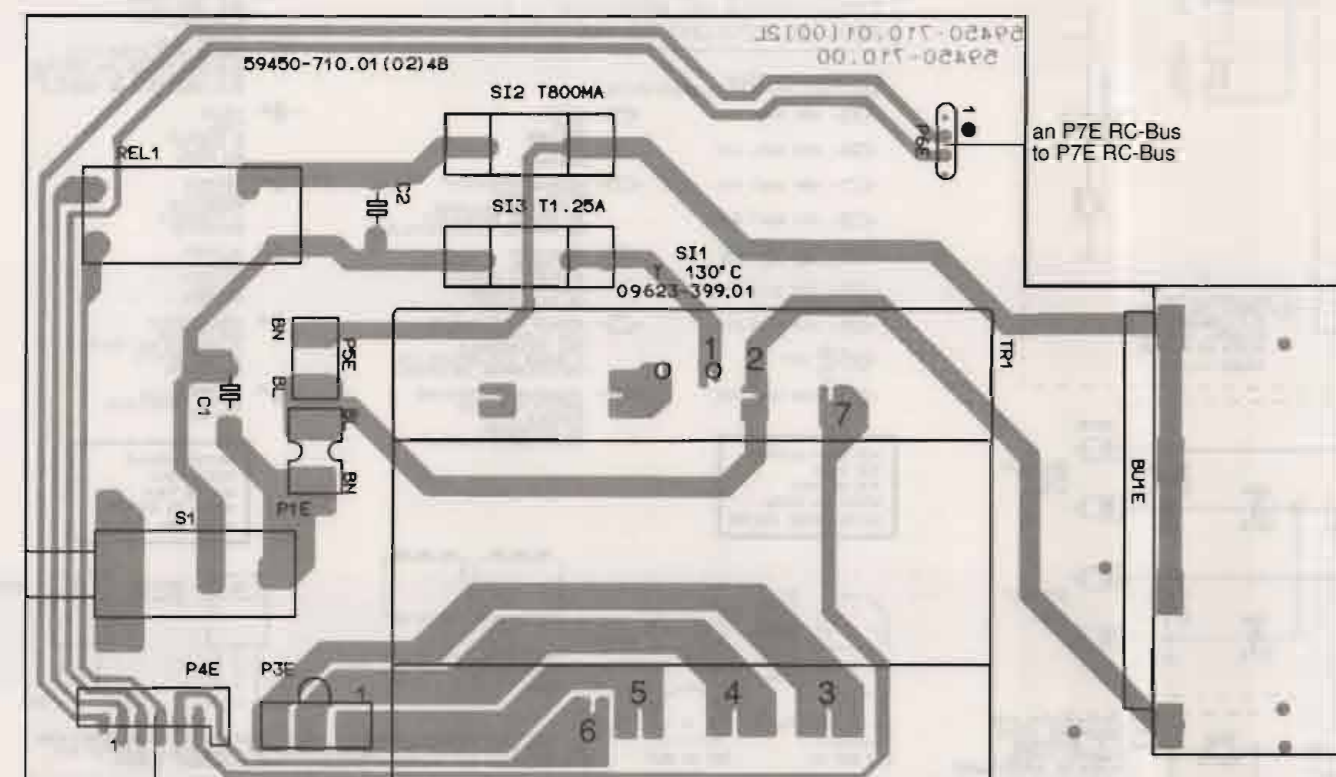 59450-710.01(00)2L
59450-710.00
59450-710.01(02)4B
SI2 T800MA
REL1
C2
P6E
1
an P7E RC-Bus
to P7E RC-Bus
SI3 T1.25A
SI1
T 130°C
09623-399.01
BN
P5E
BL
C1
BN
P1E
1
2
7
TR1
BU1E
S1
P4E
P3E
1
1
6
5
4
3